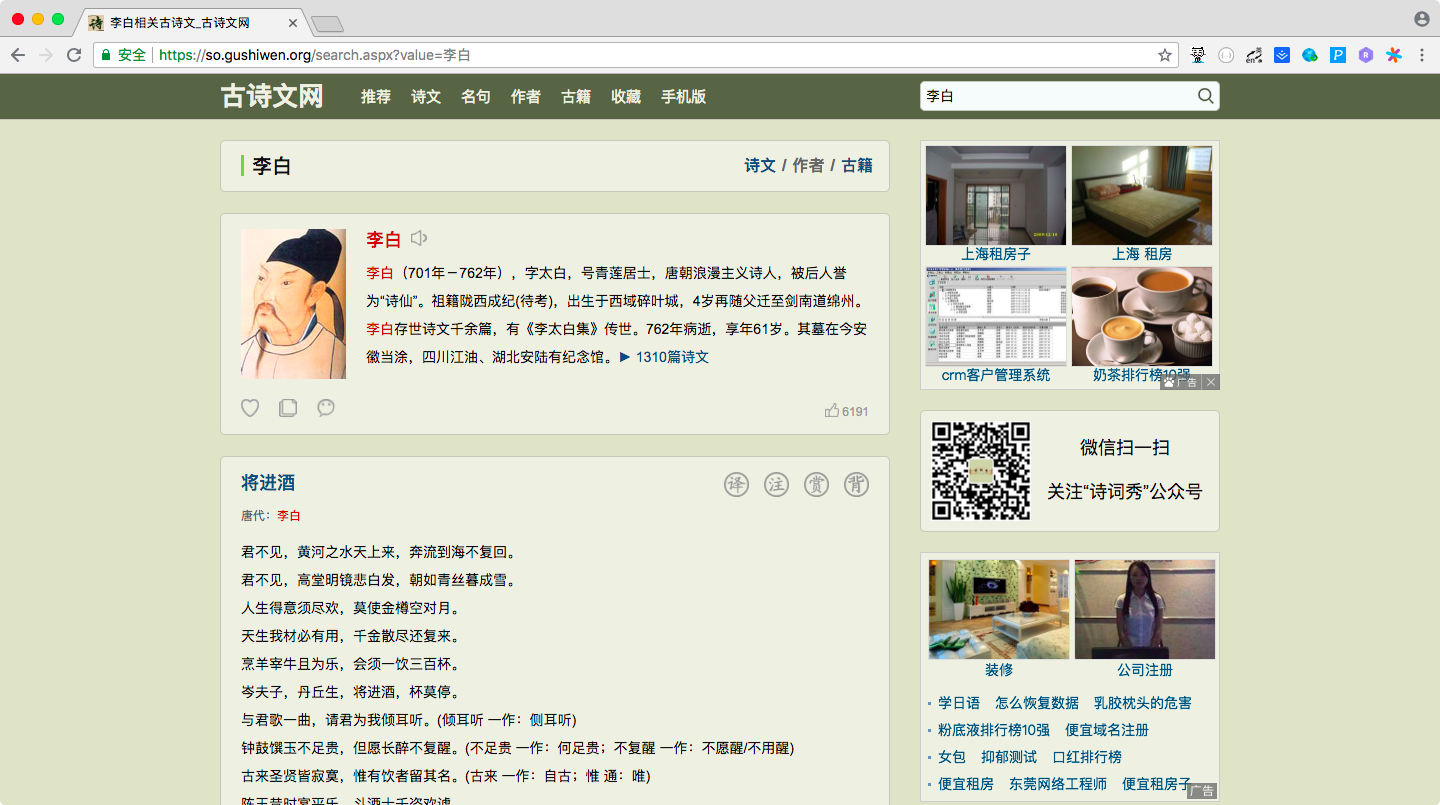 李白相关古诗文_古诗文网
安全 https://so.gushiwen.org/search.aspx?value=李白
古诗文网 推荐 诗文 名句 作者 古籍 收藏 手机版 李白
李白 诗文 / 作者 / 古籍
李白
李白（701年－762年），字太白，号青莲居士，唐朝浪漫主义诗人，被后人誉
为“诗仙”。祖籍陇西成纪(待考)，出生于西域碎叶城，4岁再随父迁至剑南道绵州。
李白存世诗文千余篇，有《李太白集》传世。762年病逝，享年61岁。其墓在今安
徽当涂，四川江油、湖北安陆有纪念馆。► 1310篇诗文
6191
将进酒 译 注 赏 背
唐代：李白
君不见，黄河之水天上来，奔流到海不复回。
君不见，高堂明镜悲白发，朝如青丝暮成雪。
人生得意须尽欢，莫使金樽空对月。
天生我材必有用，千金散尽还复来。
烹羊宰牛且为乐，会须一饮三百杯。
岑夫子，丹丘生，将进酒，杯莫停。
与君歌一曲，请君为我倾耳听。(倾耳听 一作：侧耳听)
钟鼓馔玉不足贵，但愿长醉不复醒。(不足贵 一作：何足贵；不复醒 一作：不愿醒/不用醒)
古来圣贤皆寂寞，惟有饮者留其名。(古来 一作：自古；惟 通：唯)
陈王昔时宴平乐，斗酒十千恣欢谑。
上海租房子 上海 租房
crm客户管理系统 奶茶排行榜10强
广告
微信扫一扫
关注“诗词秀”公众号
装修 公司注册
学日语 怎么恢复数据 乳胶枕头的危害
粉底液排行榜10强 便宜域名注册
女包 抑郁测试 口红排行榜
便宜租房 东莞网络工程师 便宜租房子
广告